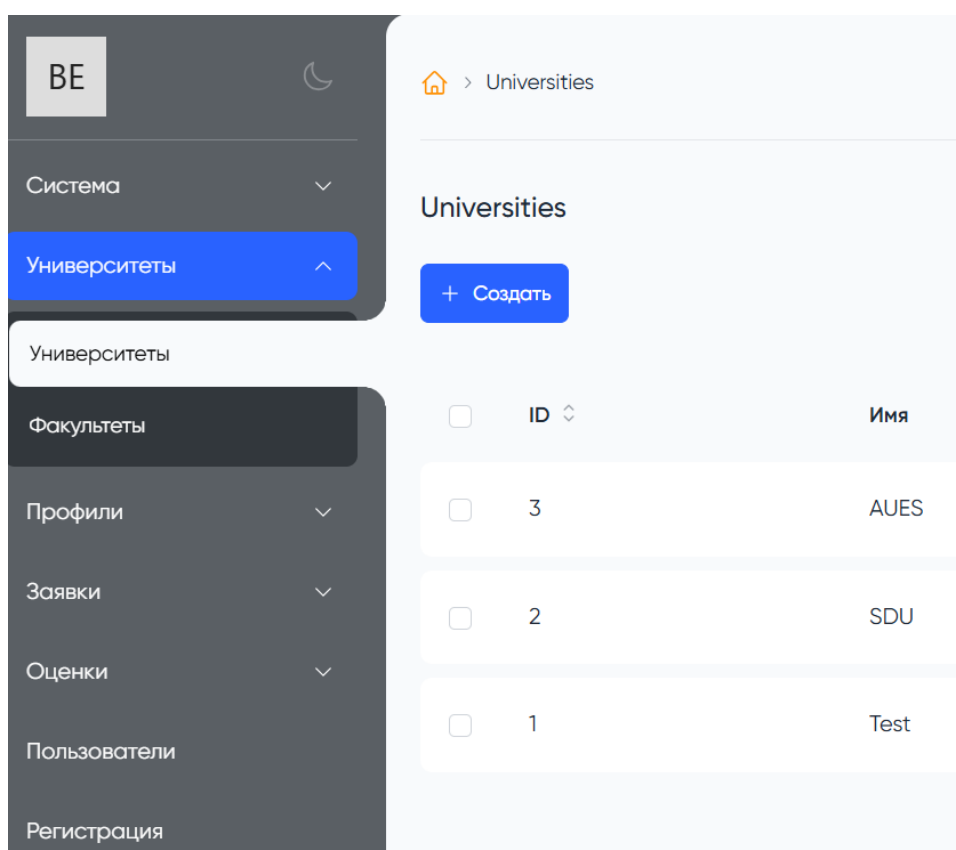 BE
Система
Университеты
Университеты
Факультеты
Профили
Заявки
Оценки
Пользователи
Регистрация
> Universities
Universities
+ Создать
ID Имя
3 AUES
2 SDU
1 Test